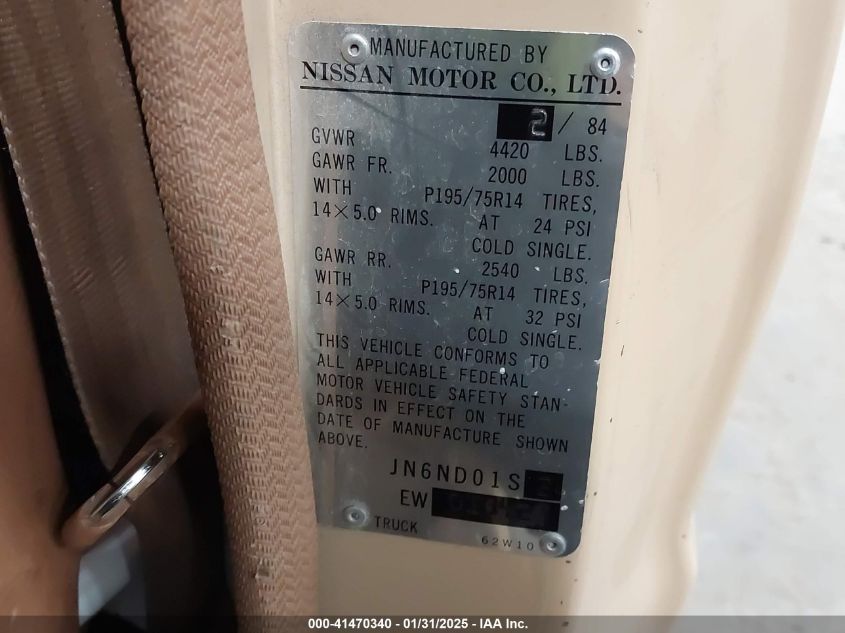 MANUFACTURED BY
NISSAN MOTOR CO., LTD.
2 / 84
GVWR 4420 LBS.
GAWR FR. 2000 LBS.
WITH P195/75R14 TIRES,
14×5.0 RIMS. AT 24 PSI
COLD SINGLE.
GAWR RR. 2540 LBS.
WITH P195/75R14 TIRES,
14×5.0 RIMS. AT 32 PSI
COLD SINGLE.
THIS VEHICLE CONFORMS TO
ALL APPLICABLE FEDERAL
MOTOR VEHICLE SAFETY STAN-
DARDS IN EFFECT ON THE
DATE OF MANUFACTURE SHOWN
ABOVE.
JN6ND01S
EW
TRUCK
62W10
000-41470340 - 01/31/2025 - IAA Inc.